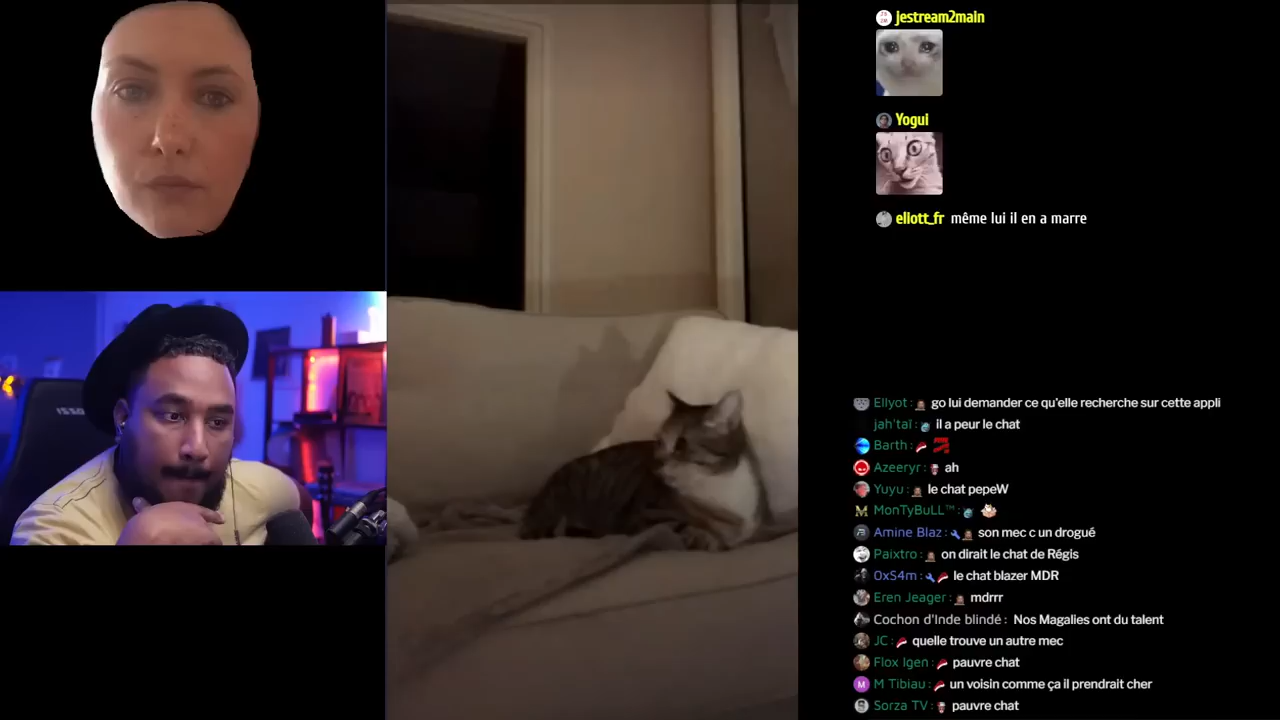 jestream2main
Yogui
ellott_fr même lui il en a marre
ISSO
Ellyot : go lui demander ce qu'elle recherche sur cette appli
jah'taï : il a peur le chat
Barth :
Azeeryr : ah
Yuyu : le chat pepeW
MonTyBuLL™ :
Amine Blaz : son mec c un drogué
Paixtro : on dirait le chat de Régis
0xS4m : le chat blazer MDR
Eren Jeager : mdrrr
Cochon d'Inde blindé : Nos Magalies ont du talent
JC : quelle trouve un autre mec
Flox Igen : pauvre chat
M Tibiau : un voisin comme ça il prendrait cher
Sorza TV : pauvre chat